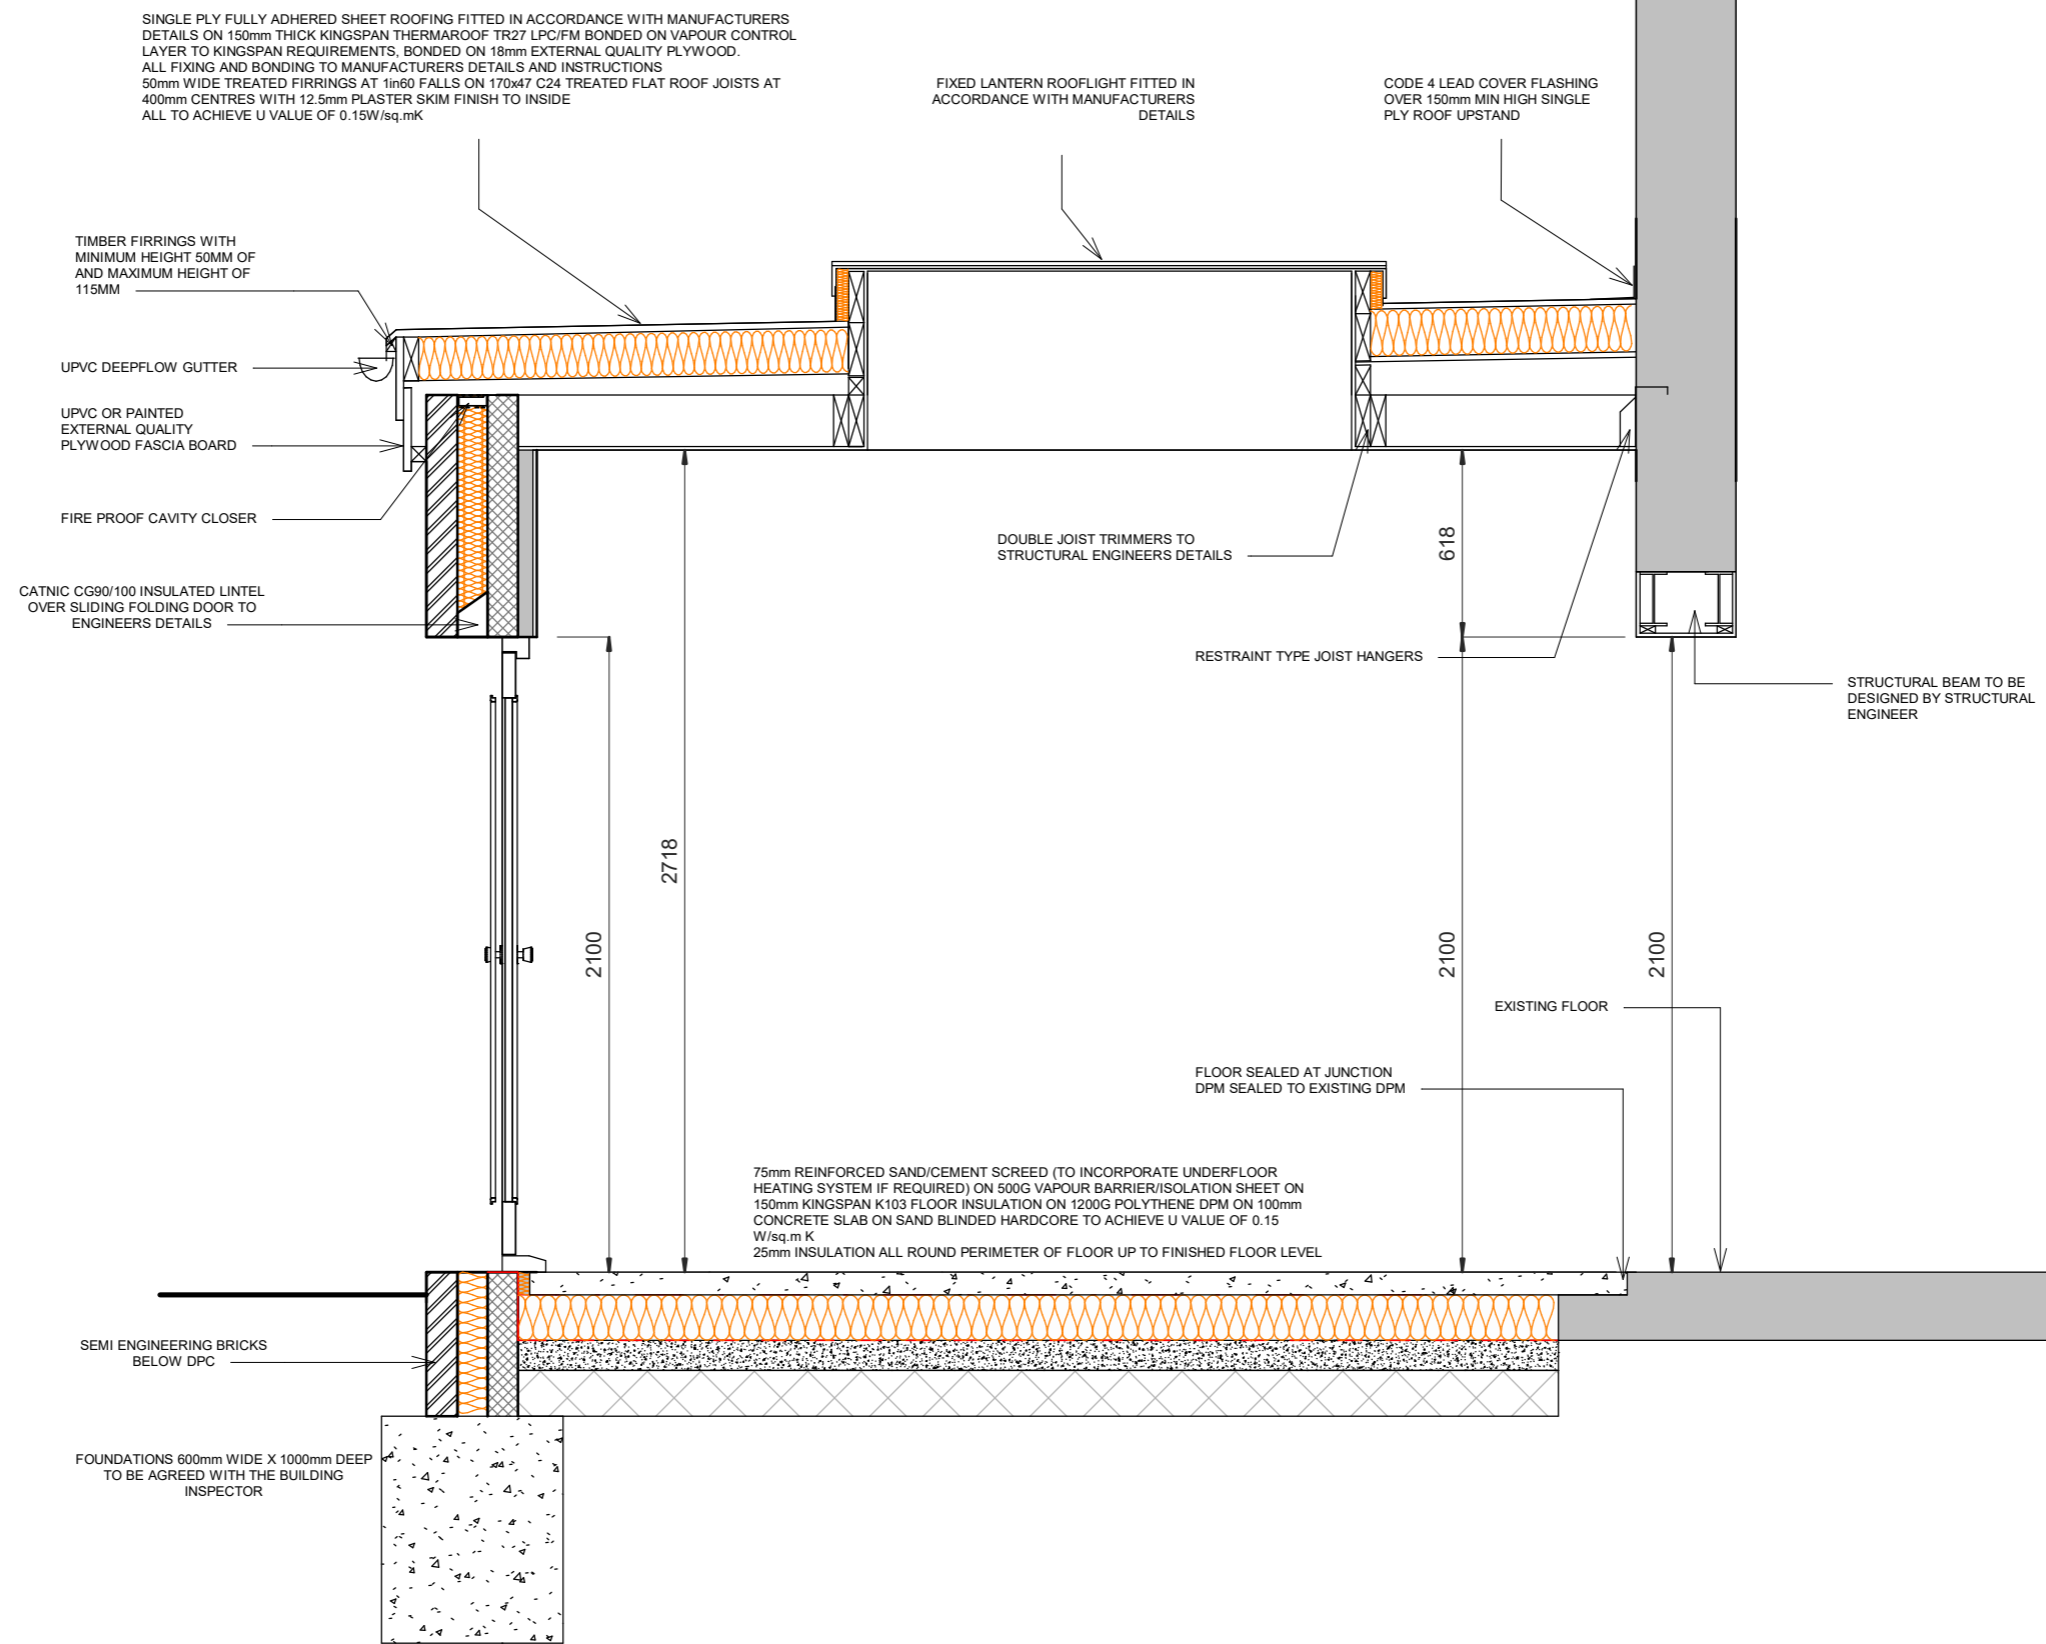 SINGLE PLY FULLY ADHERED SHEET ROOFING FITTED IN ACCORDANCE WITH MANUFACTURERS
DETAILS ON 150mm THICK KINGSPAN THERMAROOF TR27 LPC/FM BONDED ON VAPOUR CONTROL
LAYER TO KINGSPAN REQUIREMENTS, BONDED ON 18mm EXTERNAL QUALITY PLYWOOD.
ALL FIXING AND BONDING TO MANUFACTURERS DETAILS AND INSTRUCTIONS
50mm WIDE TREATED FIRRINGS AT 1in60 FALLS ON 170x47 C24 TREATED FLAT ROOF JOISTS AT
400mm CENTRES WITH 12.5mm PLASTER SKIM FINISH TO INSIDE
ALL TO ACHIEVE U VALUE OF 0.15W/sq.mK
FIXED LANTERN ROOFLIGHT FITTED IN
ACCORDANCE WITH MANUFACTURERS
DETAILS
CODE 4 LEAD COVER FLASHING
OVER 150mm MIN HIGH SINGLE
PLY ROOF UPSTAND
TIMBER FIRRINGS WITH
MINIMUM HEIGHT 50MM OF
AND MAXIMUM HEIGHT OF
115MM
UPVC DEEPFLOW GUTTER
UPVC OR PAINTED
EXTERNAL QUALITY
PLYWOOD FASCIA BOARD
FIRE PROOF CAVITY CLOSER
CATNIC CG90/100 INSULATED LINTEL
OVER SLIDING FOLDING DOOR TO
ENGINEERS DETAILS
DOUBLE JOIST TRIMMERS TO
STRUCTURAL ENGINEERS DETAILS
618
RESTRAINT TYPE JOIST HANGERS
STRUCTURAL BEAM TO BE
DESIGNED BY STRUCTURAL
ENGINEER
2718
2100
2100
2100
EXISTING FLOOR
FLOOR SEALED AT JUNCTION
DPM SEALED TO EXISTING DPM
75mm REINFORCED SAND/CEMENT SCREED (TO INCORPORATE UNDERFLOOR
HEATING SYSTEM IF REQUIRED) ON 500G VAPOUR BARRIER/ISOLATION SHEET ON
150mm KINGSPAN K103 FLOOR INSULATION ON 1200G POLYTHENE DPM ON 100mm
CONCRETE SLAB ON SAND BLINDED HARDCORE TO ACHIEVE U VALUE OF 0.15
W/sq.m K
25mm INSULATION ALL ROUND PERIMETER OF FLOOR UP TO FINISHED FLOOR LEVEL
SEMI ENGINEERING BRICKS
BELOW DPC
FOUNDATIONS 600mm WIDE X 1000mm DEEP
TO BE AGREED WITH THE BUILDING
INSPECTOR